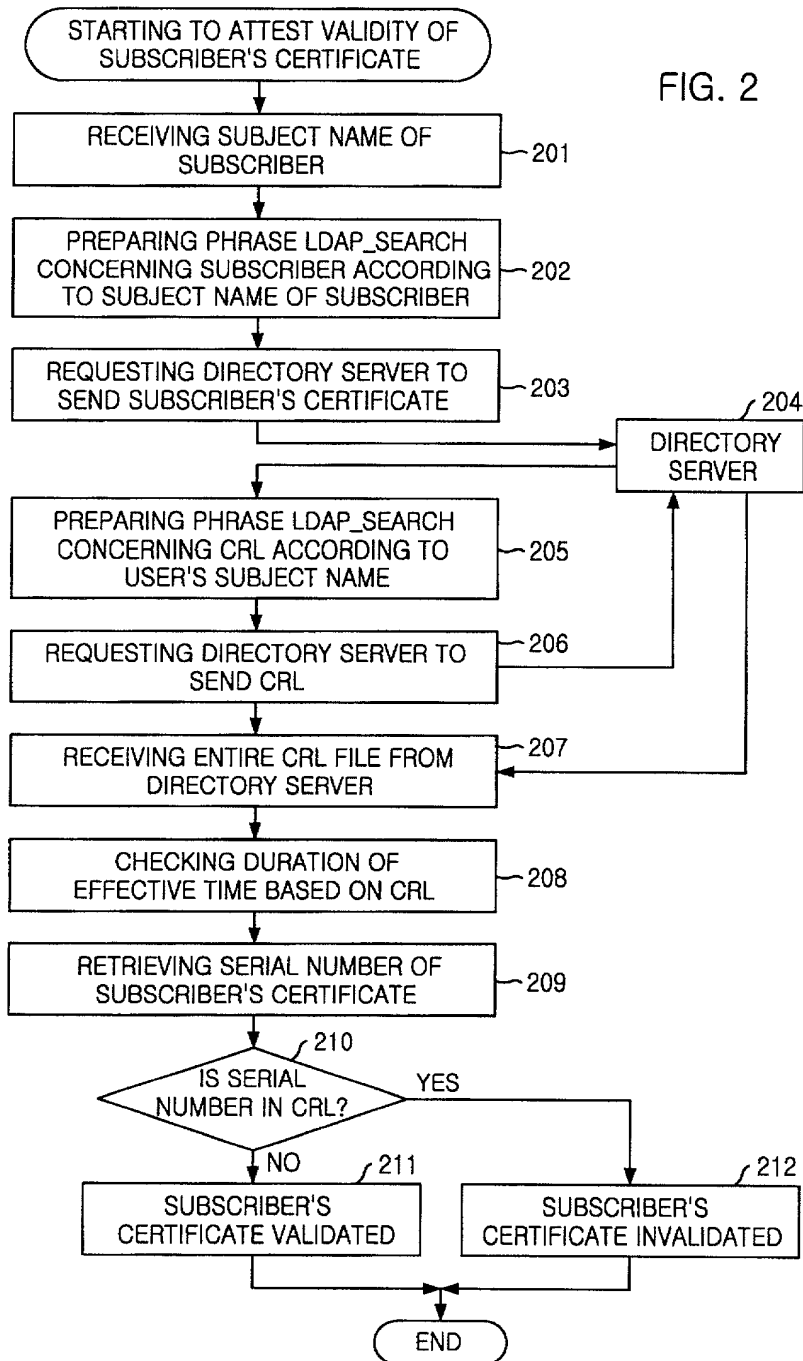 STARTING TO ATTEST VALIDITY OF
SUBSCRIBER'S CERTIFICATE
FIG. 2
RECEIVING SUBJECT NAME OF
SUBSCRIBER
201
PREPARING PHRASE LDAP_SEARCH
CONCERNING SUBSCRIBER ACCORDING
TO SUBJECT NAME OF SUBSCRIBER
202
REQUESTING DIRECTORY SERVER TO
SEND SUBSCRIBER'S CERTIFICATE
203
204
DIRECTORY
SERVER
PREPARING PHRASE LDAP_SEARCH
CONCERNING CRL ACCORDING TO
USER'S SUBJECT NAME
205
REQUESTING DIRECTORY SERVER TO
SEND CRL
206
RECEIVING ENTIRE CRL FILE FROM
DIRECTORY SERVER
207
CHECKING DURATION OF
EFFECTIVE TIME BASED ON CRL
208
RETRIEVING SERIAL NUMBER OF
SUBSCRIBER'S CERTIFICATE
209
210
IS SERIAL
NUMBER IN CRL?
YES
NO
211
SUBSCRIBER'S
CERTIFICATE VALIDATED
212
SUBSCRIBER'S
CERTIFICATE INVALIDATED
END